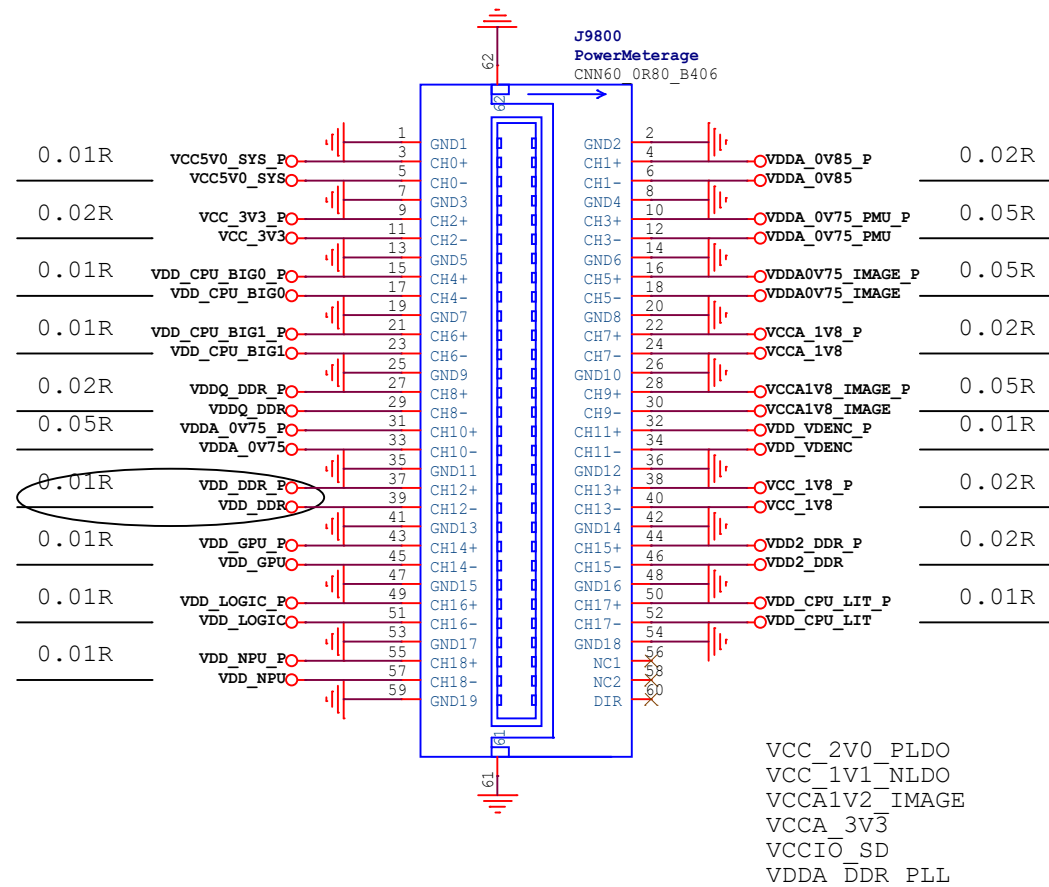 J9800
PowerMeterage
CNN60_0R80_B406
62
62
1 GND1 GND2 2
0.01R VCC5V0_SYS_P 3 CH0+ CH1+ 4 VDDA_0V85_P 0.02R
VCC5V0_SYS 5 CH0- CH1- 6 VDDA_0V85
7 GND3 GND4 8
0.02R VCC_3V3_P 9 CH2+ CH3+ 10 VDDA_0V75_PMU_P 0.05R
VCC_3V3 11 CH2- CH3- 12 VDDA_0V75_PMU
13 GND5 GND6 14
0.01R VDD_CPU_BIG0_P 15 CH4+ CH5+ 16 VDDA0V75_IMAGE_P 0.05R
VDD_CPU_BIG0 17 CH4- CH5- 18 VDDA0V75_IMAGE
19 GND7 GND8 20
0.01R VDD_CPU_BIG1_P 21 CH6+ CH7+ 22 VCCA_1V8_P 0.02R
VDD_CPU_BIG1 23 CH6- CH7- 24 VCCA_1V8
25 GND9 GND10 26
0.02R VDDQ_DDR_P 27 CH8+ CH9+ 28 VCCA1V8_IMAGE_P 0.05R
VDDQ_DDR 29 CH8- CH9- 30 VCCA1V8_IMAGE
0.05R VDDA_0V75_P 31 CH10+ CH11+ 32 VDD_VDENC_P 0.01R
VDDA_0V75 33 CH10- CH11- 34 VDD_VDENC
35 GND11 GND12 36
0.01R VDD_DDR_P 37 CH12+ CH13+ 38 VCC_1V8_P 0.02R
VDD_DDR 39 CH12- CH13- 40 VCC_1V8
41 GND13 GND14 42
0.01R VDD_GPU_P 43 CH14+ CH15+ 44 VDD2_DDR_P 0.02R
VDD_GPU 45 CH14- CH15- 46 VDD2_DDR
47 GND15 GND16 48
0.01R VDD_LOGIC_P 49 CH16+ CH17+ 50 VDD_CPU_LIT_P 0.01R
VDD_LOGIC 51 CH16- CH17- 52 VDD_CPU_LIT
53 GND17 GND18 54
0.01R VDD_NPU_P 55 CH18+ NC1 56
VDD_NPU 57 CH18- NC2 58
59 GND19 DIR 60
61
61
VCC_2V0_PLDO
VCC_1V1_NLDO
VCCA1V2_IMAGE
VCCA_3V3
VCCIO_SD
VDDA_DDR_PLL